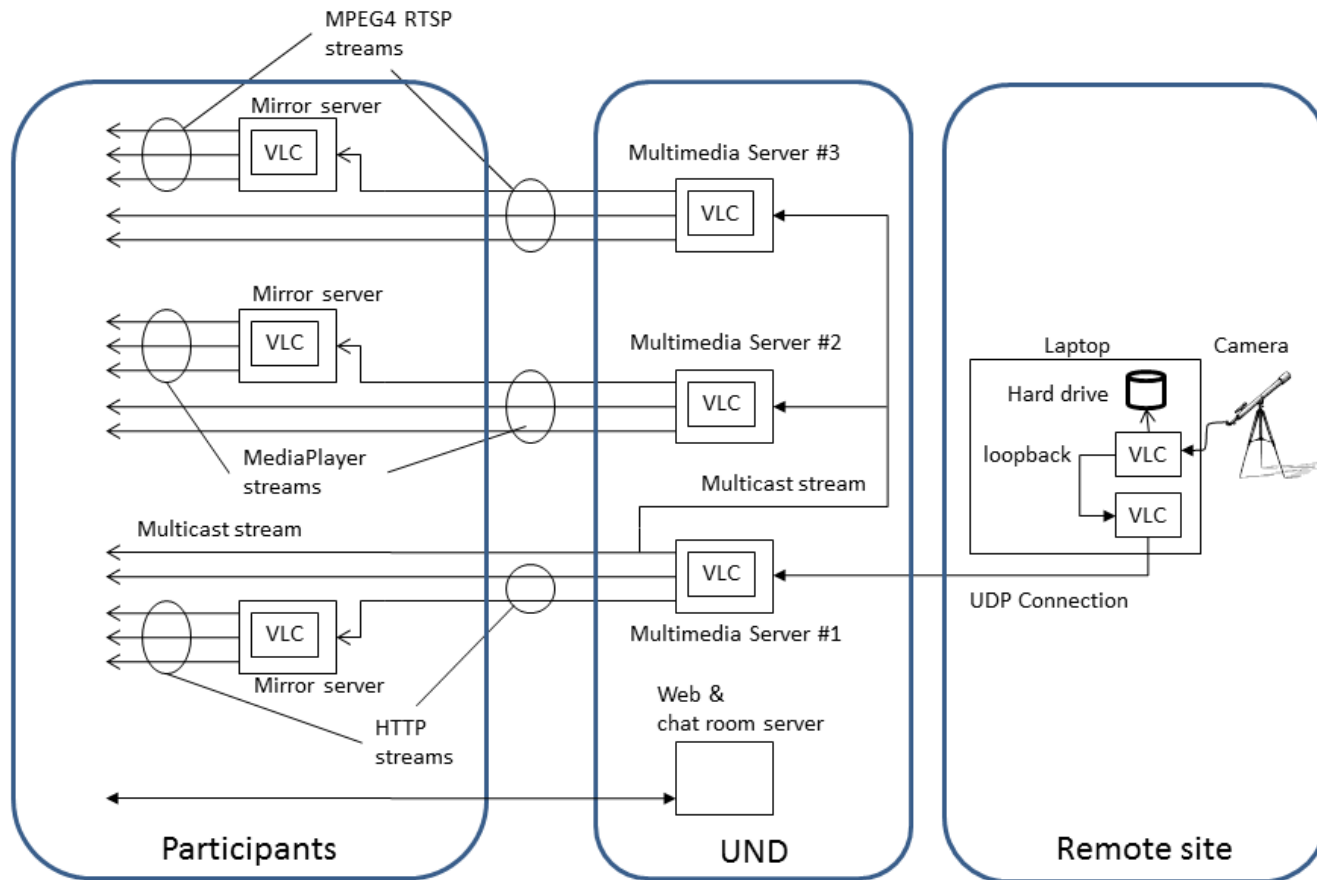 MPEG4 RTSP
streams
Mirror server
VLC
Multimedia Server #3
VLC
Mirror server
VLC
Multimedia Server #2
VLC
Laptop
Camera
Hard drive
loopback
VLC
VLC
MediaPlayer
streams
Multicast stream
Multicast stream
VLC
UDP Connection
VLC
Multimedia Server #1
Mirror server
Web &
chat room server
HTTP
streams
Participants
UND
Remote site